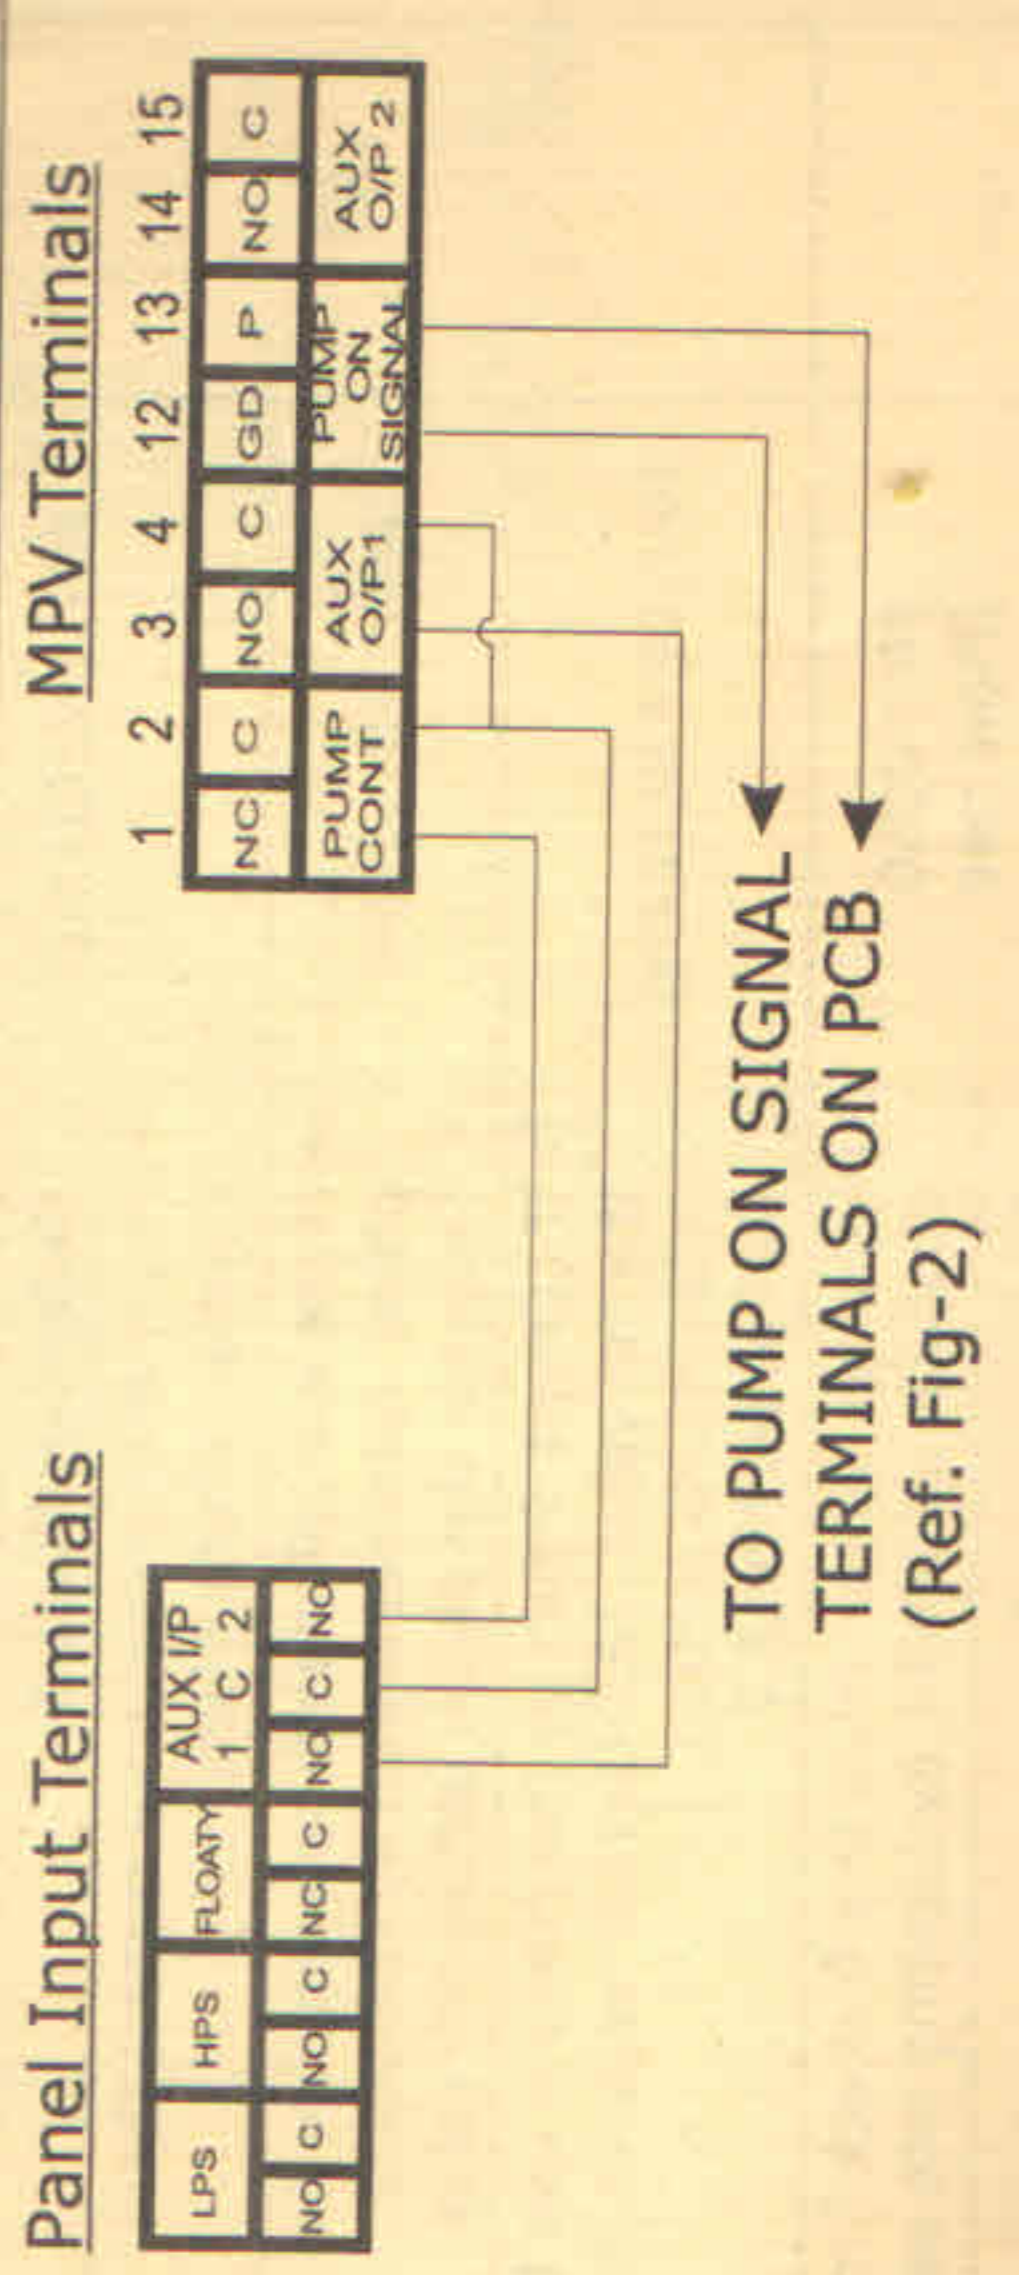 Panel Input Terminals
LPS HPS FLOATY AUX I/P
1 C 2
NO C NO C NC C NO C NO
MPV Terminals
1 2 3 4 12 13 14 15
NC C NO C GD P NO C
PUMP
CONT
AUX
O/P1
PUMP
ON
SIGNAL
AUX
O/P 2
TO PUMP ON SIGNAL
TERMINALS ON PCB
(Ref. Fig-2)